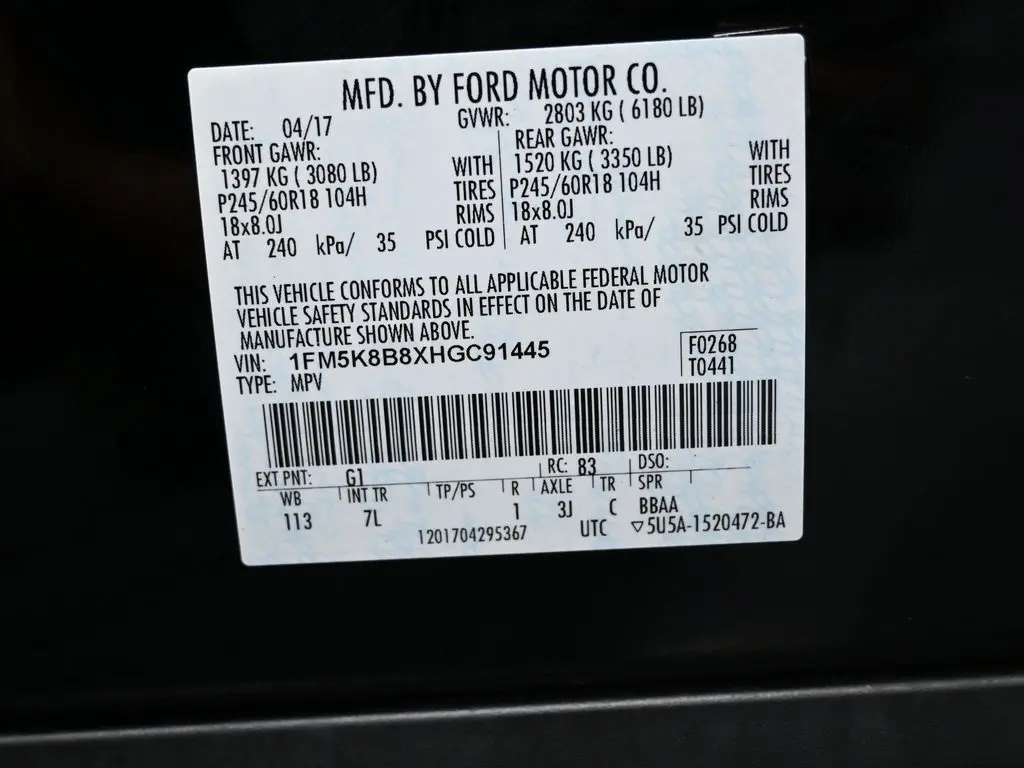 MFD. BY FORD MOTOR CO.
DATE: 04/17 GVWR: 2803 KG ( 6180 LB)
FRONT GAWR: REAR GAWR:
1397 KG ( 3080 LB) WITH 1520 KG ( 3350 LB) WITH
P245/60R18 104H TIRES P245/60R18 104H TIRES
18x8.0J RIMS 18x8.0J RIMS
AT 240 kPa/ 35 PSI COLD AT 240 kPa/ 35 PSI COLD
THIS VEHICLE CONFORMS TO ALL APPLICABLE FEDERAL MOTOR
VEHICLE SAFETY STANDARDS IN EFFECT ON THE DATE OF
MANUFACTURE SHOWN ABOVE.
VIN: 1FM5K8B8XHGC91445 F0268
TYPE: MPV T0441
EXT PNT: G1 RC: 83 DSO:
WB INT TR TP/PS R AXLE TR SPR
113 7L 1 3J C BBAA
1201704295367 UTC ▽5U5A-1520472-BA